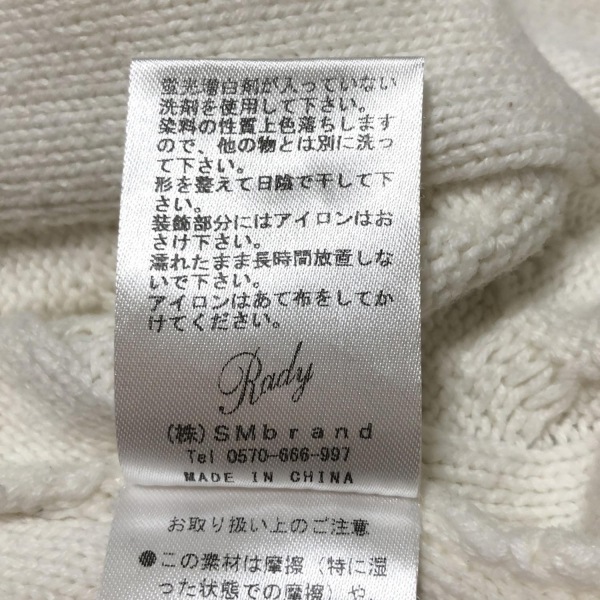 蛍光増白剤が入っていない
洗剤を使用して下さい。
染料の性質上色落ちします
ので、他の物とは別に洗っ
て下さい。
形を整えて日陰で干して下
さい。
装飾部分にはアイロンはお
さけ下さい。
濡れたまま長時間放置しな
いで下さい。
アイロンはあて布をしてか
けてください。
Rady
(株)SMbrand
Tel 0570-666-997
MADE IN CHINA
お取り扱い上のご注意
●この素材は摩擦（特に湿
った状態での摩擦）や、